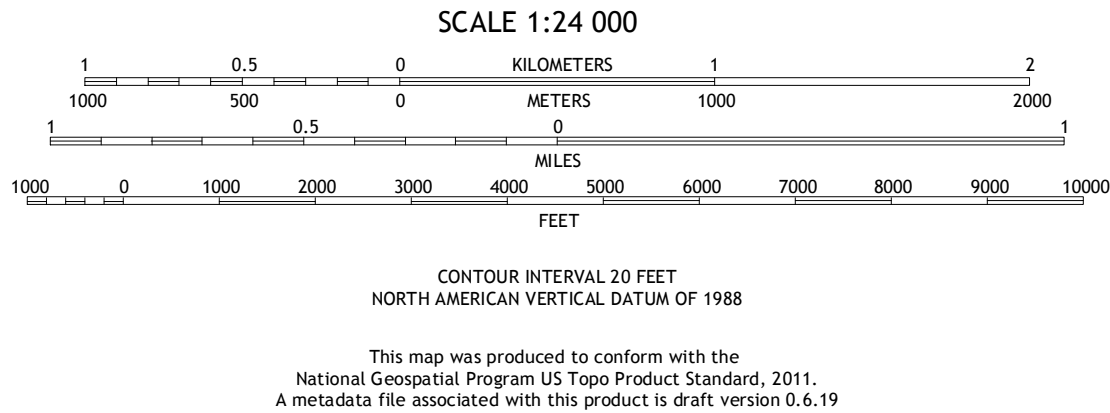 SCALE 1:24 000
1 0.5 0 KILOMETERS 1 2
1000 500 0 METERS 1000 2000
1 0.5 0 1
MILES
1000 0 1000 2000 3000 4000 5000 6000 7000 8000 9000 10000
FEET
CONTOUR INTERVAL 20 FEET
NORTH AMERICAN VERTICAL DATUM OF 1988
This map was produced to conform with the
National Geospatial Program US Topo Product Standard, 2011.
A metadata file associated with this product is draft version 0.6.19